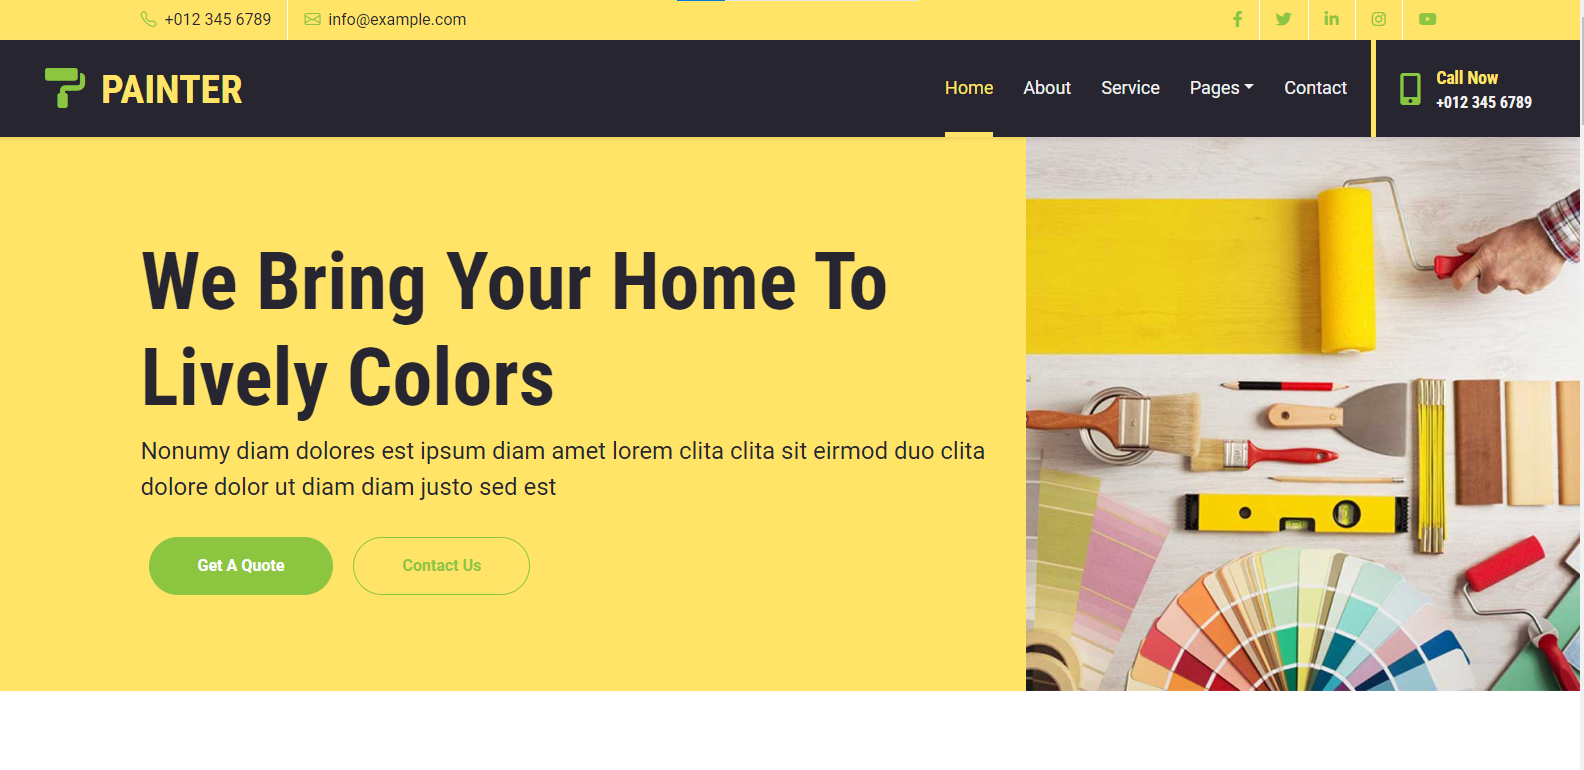 +012 345 6789
info@example.com
PAINTER
Home
About
Service
Pages
Contact
Call Now
+012 345 6789
We Bring Your Home To
Lively Colors
Nonumy diam dolores est ipsum diam amet lorem clita clita sit eirmod duo clita
dolore dolor ut diam diam justo sed est
Get A Quote
Contact Us